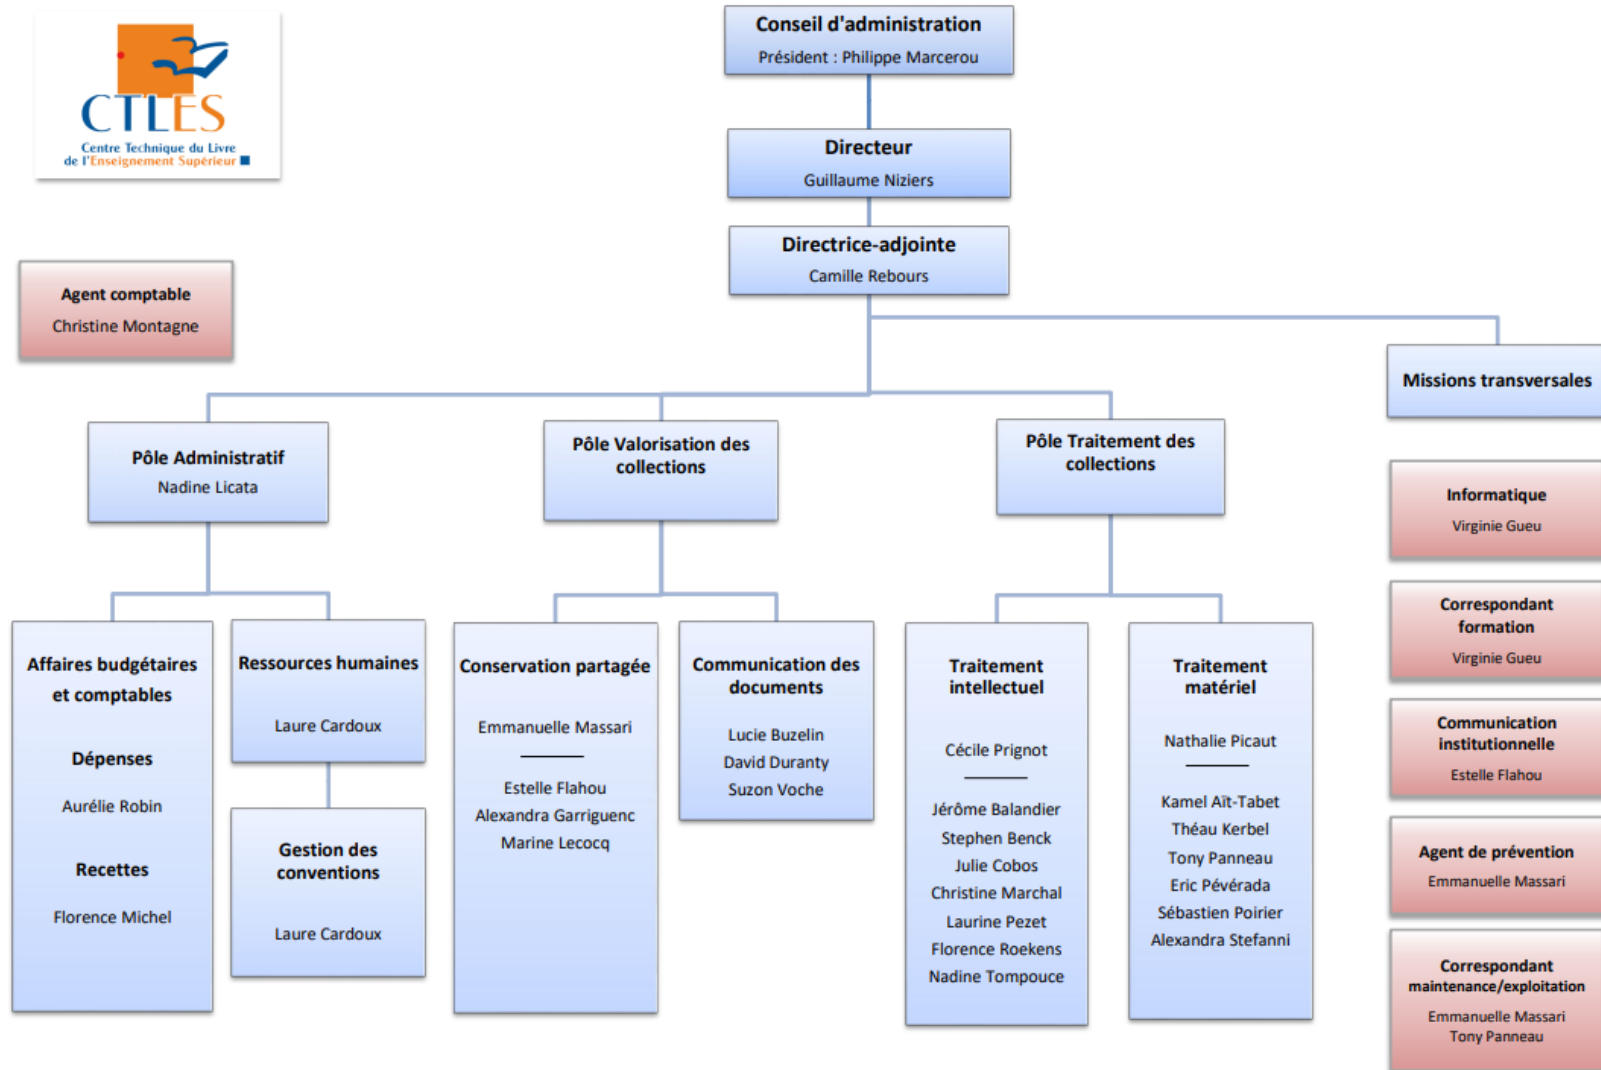 CTLES
Centre Technique du Livre
de l'Enseignement Supérieur
Conseil d'administration
Président : Philippe Marcerou
Directeur
Guillaume Niziers
Directrice-adjointe
Camille Rebours
Agent comptable
Christine Montagne
Pôle Administratif
Nadine Licata
Affaires budgétaires
et comptables
Dépenses
Aurélie Robin
Recettes
Florence Michel
Ressources humaines
Laure Cardoux
Gestion des
conventions
Laure Cardoux
Pôle Valorisation des
collections
Conservation partagée
Emmanuelle Massari
Estelle Flahou
Alexandra Garriguenc
Marine Lecocq
Communication des
documents
Lucie Buzelin
David Duranty
Suzon Voche
Pôle Traitement des
collections
Traitement
intellectuel
Cécile Prignot
Jérôme Balandier
Stephen Benck
Julie Cobos
Christine Marchal
Laurine Pezet
Florence Roekens
Nadine Tompouce
Traitement
matériel
Nathalie Picaut
Kamel Aït-Tabet
Théau Kerbel
Tony Panneau
Eric Pévérada
Sébastien Poirier
Alexandra Stefanni
Missions transversales
Informatique
Virginie Gueu
Correspondant
formation
Virginie Gueu
Communication
institutionnelle
Estelle Flahou
Agent de prévention
Emmanuelle Massari
Correspondant
maintenance/exploitation
Emmanuelle Massari
Tony Panneau